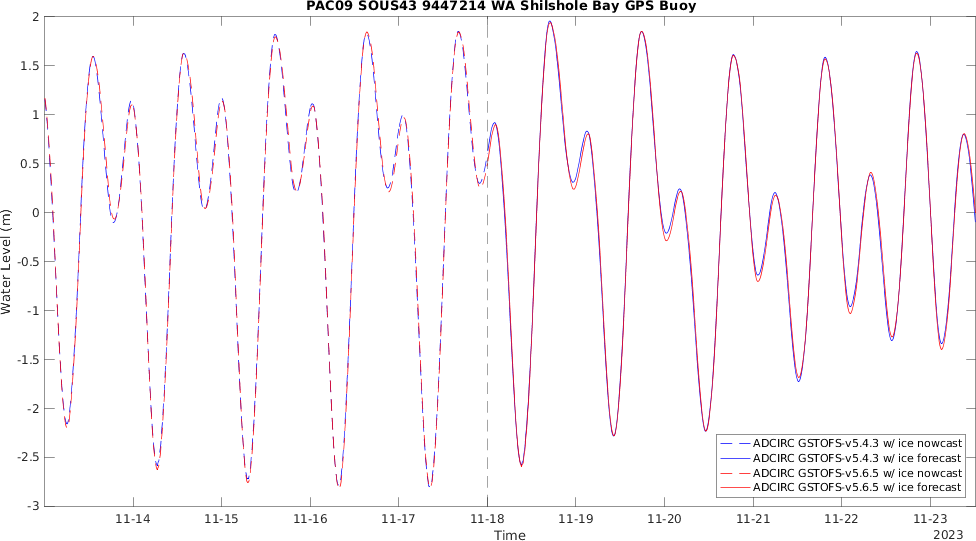 PAC09 SOUS43 9447214 WA Shilshole Bay GPS Buoy
2
1.5
1
0.5
0
-0.5
-1
-1.5
-2
-2.5
-3
Water Level (m)
ADCIRC GSTOFS-v5.4.3 w/ ice nowcast
ADCIRC GSTOFS-v5.4.3 w/ ice forecast
ADCIRC GSTOFS-v5.6.5 w/ ice nowcast
ADCIRC GSTOFS-v5.6.5 w/ ice forecast
11-14 11-15 11-16 11-17 11-18 11-19 11-20 11-21 11-22 11-23
Time
2023